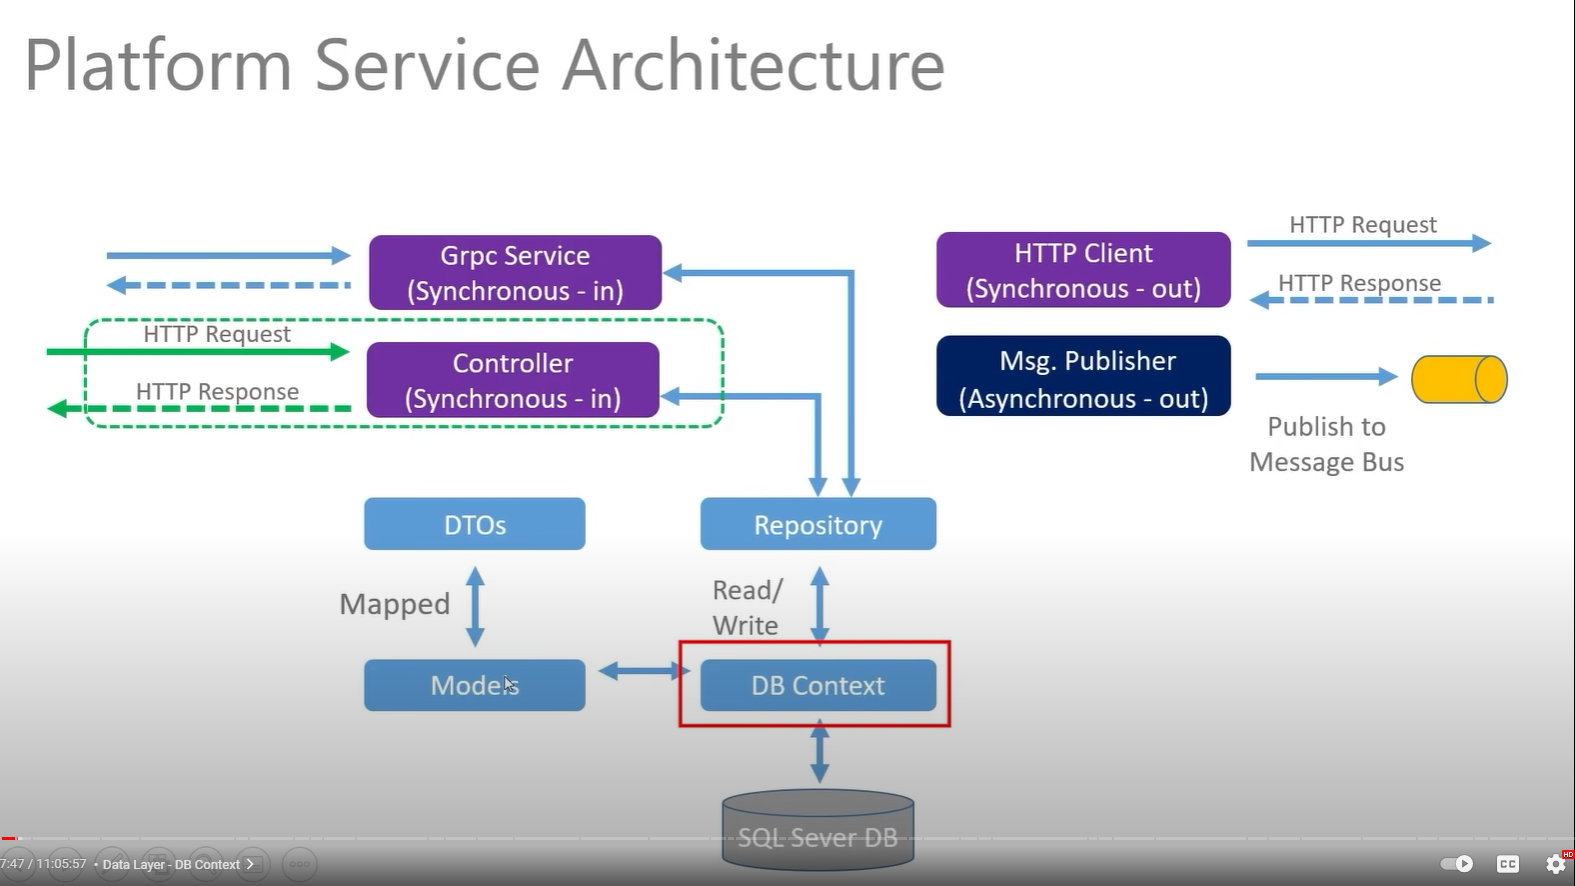 Platform Service Architecture
Grpc Service
(Synchronous - in)
HTTP Request
HTTP Response
Controller
(Synchronous - in)
HTTP Client
(Synchronous - out)
HTTP Request
HTTP Response
Msg. Publisher
(Asynchronous - out)
Publish to
Message Bus
DTOs
Repository
Mapped
Read/
Write
Models
DB Context
SQL Sever DB
7:47 / 11:05:57 • Data Layer - DB Context
CC
HD